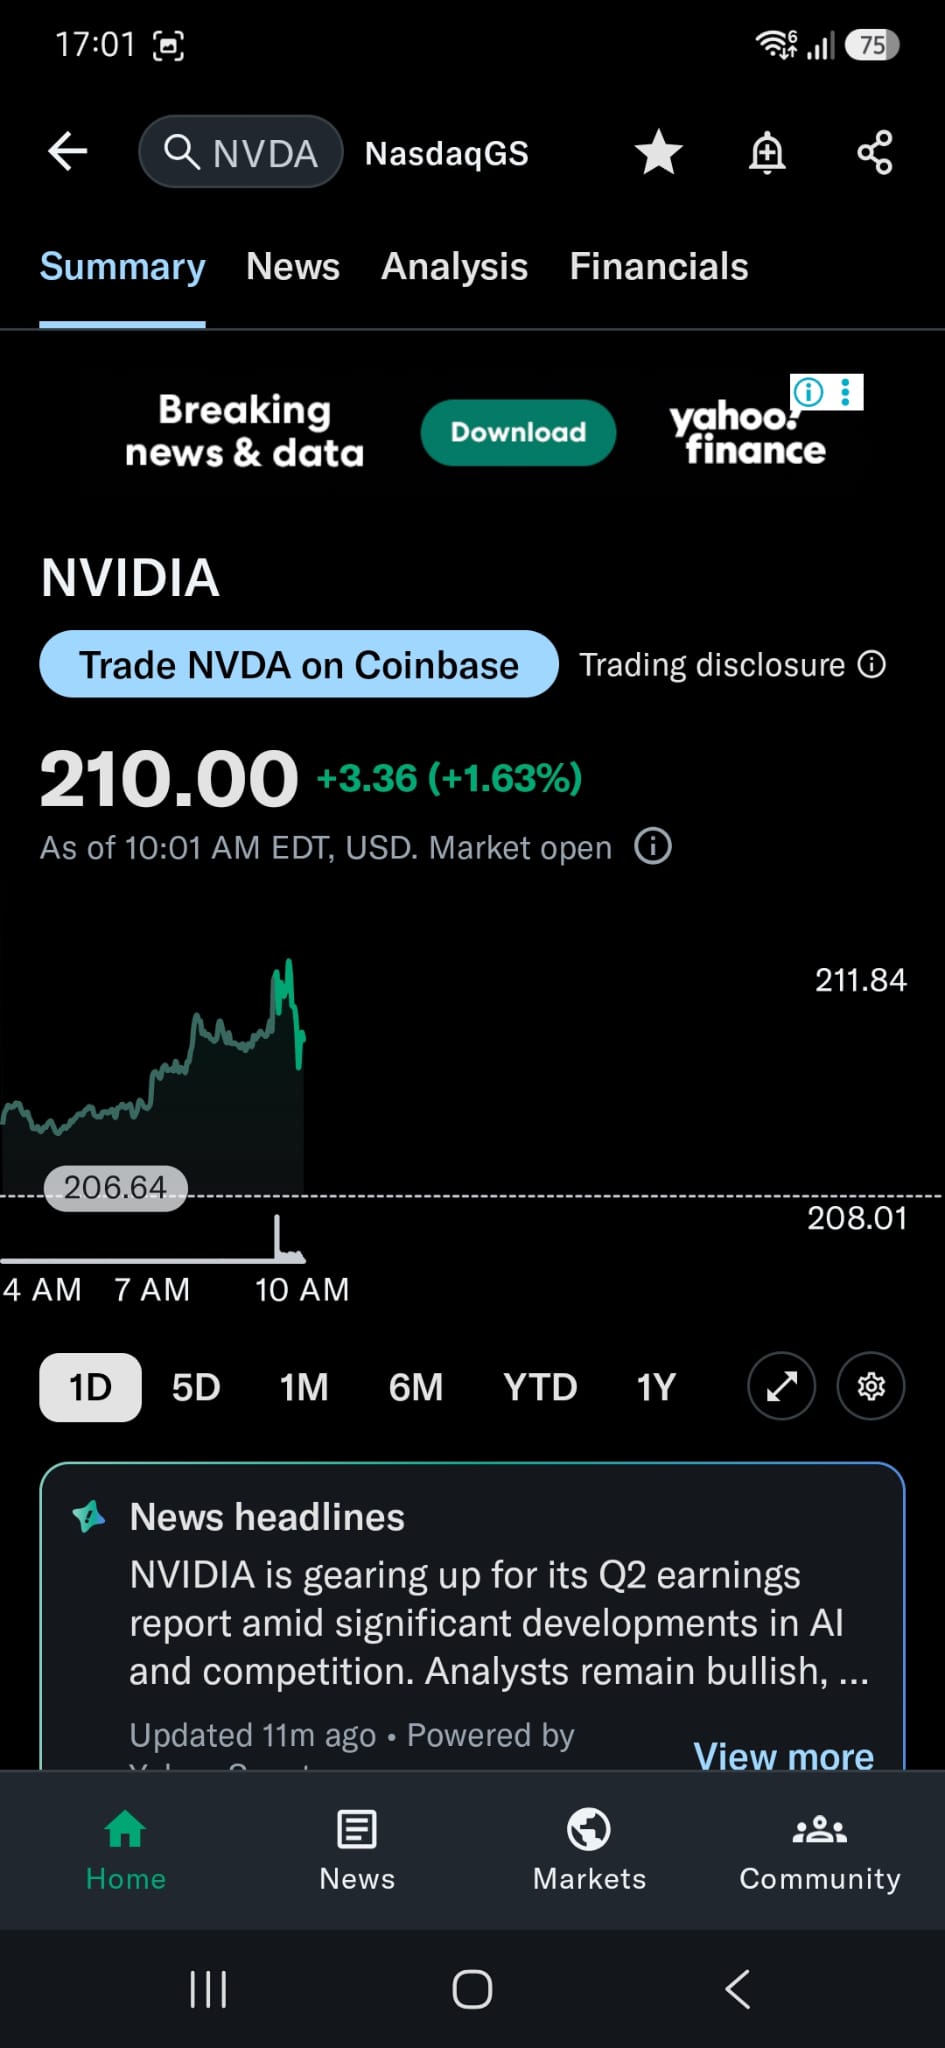 17:01
6
75
NVDA NasdaqGS
Summary News Analysis Financials
Breaking
news & data
Download
yahoo!
finance
NVIDIA
Trade NVDA on Coinbase Trading disclosure
210.00 +3.36 (+1.63%)
As of 10:01 AM EDT, USD. Market open
211.84
206.64
208.01
4 AM 7 AM 10 AM
1D 5D 1M 6M YTD 1Y
News headlines
NVIDIA is gearing up for its Q2 earnings
report amid significant developments in AI
and competition. Analysts remain bullish, ...
Updated 11m ago • Powered by
View more
Home News Markets Community